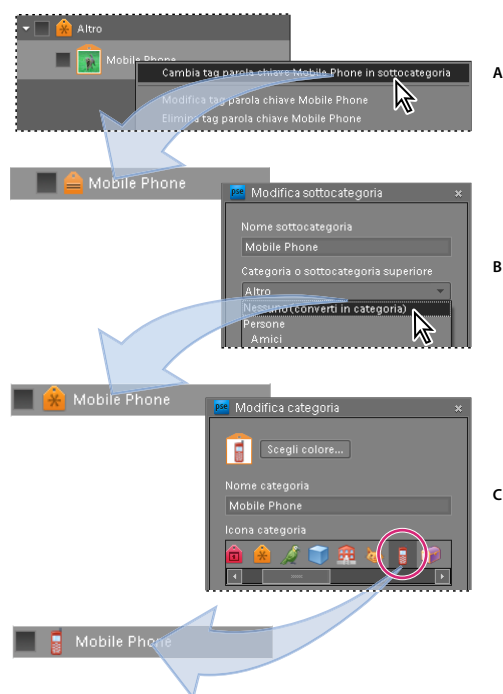 Altro
Mobile Phone
Cambia tag parola chiave Mobile Phone in sottocategoria
A
Modifica tag parola chiave Mobile Phone
Elimina tag parola chiave Mobile Phone
Mobile Phone
pse Modifica sottocategoria ×
Nome sottocategoria
Mobile Phone
Categoria o sottocategoria superiore
B
Altro
Nessuno (converti in categoria)
Persone
Amici
Mobile Phone
pse Modifica categoria ×
Scegli colore...
Nome categoria
C
Mobile Phone
Icona categoria
Mobile Phone